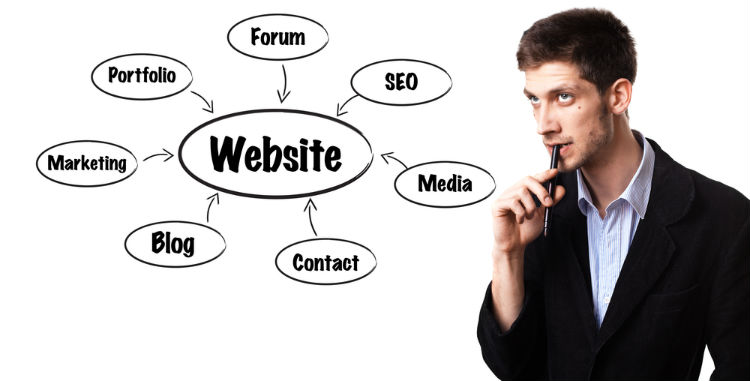 Forum
Portfolio
SEO
Website
Marketing
Media
Blog
Contact